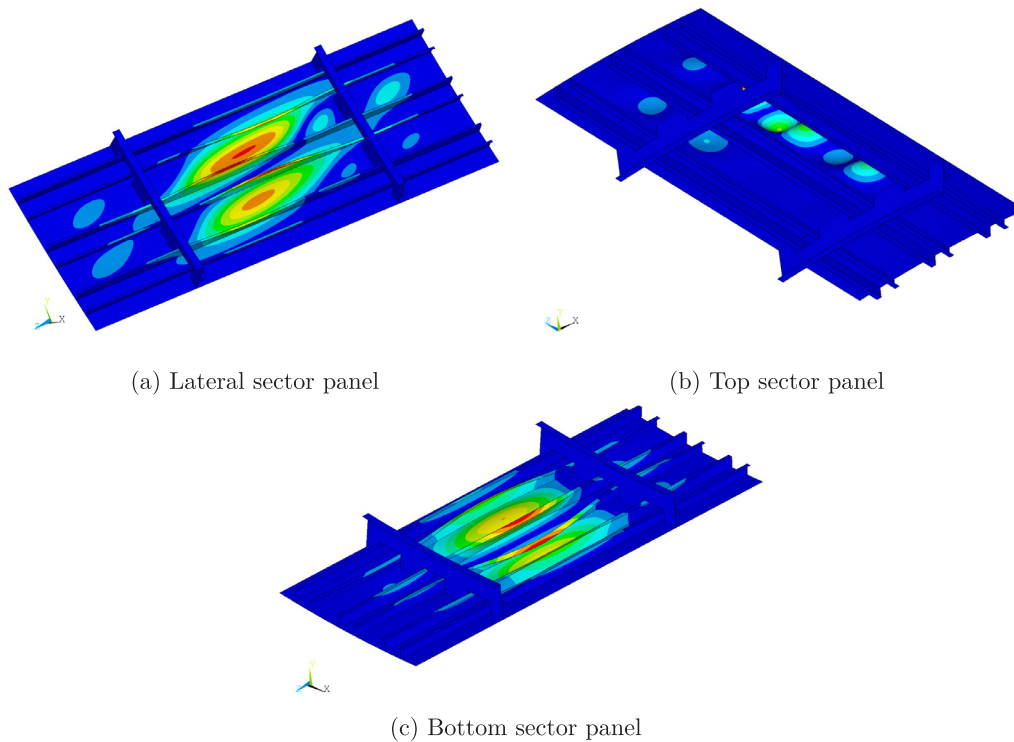 Y
Z X
(a) Lateral sector panel
Y
Z X
(b) Top sector panel
Y
Z X
(c) Bottom sector panel